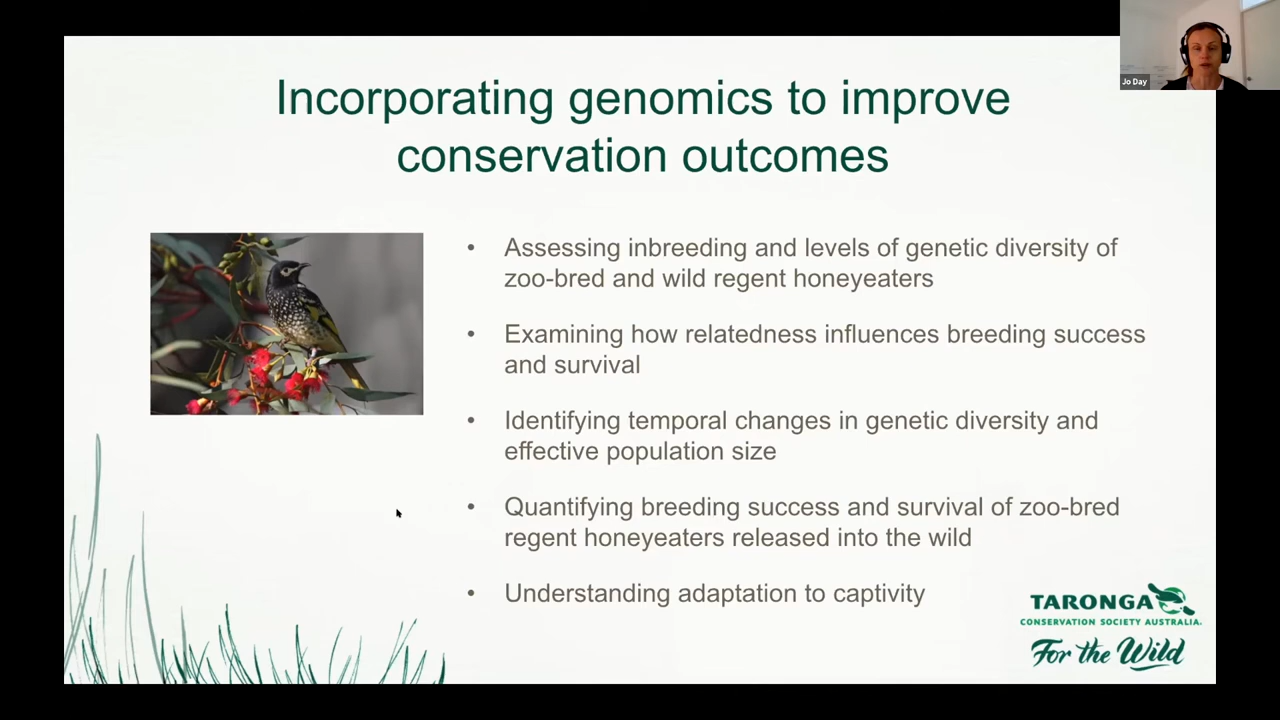 Jo Day
Incorporating genomics to improve
conservation outcomes
• Assessing inbreeding and levels of genetic diversity of
zoo-bred and wild regent honeyeaters
• Examining how relatedness influences breeding success
and survival
• Identifying temporal changes in genetic diversity and
effective population size
• Quantifying breeding success and survival of zoo-bred
regent honeyeaters released into the wild
• Understanding adaptation to captivity
TARONGA
CONSERVATION SOCIETY AUSTRALIA.
For the Wild